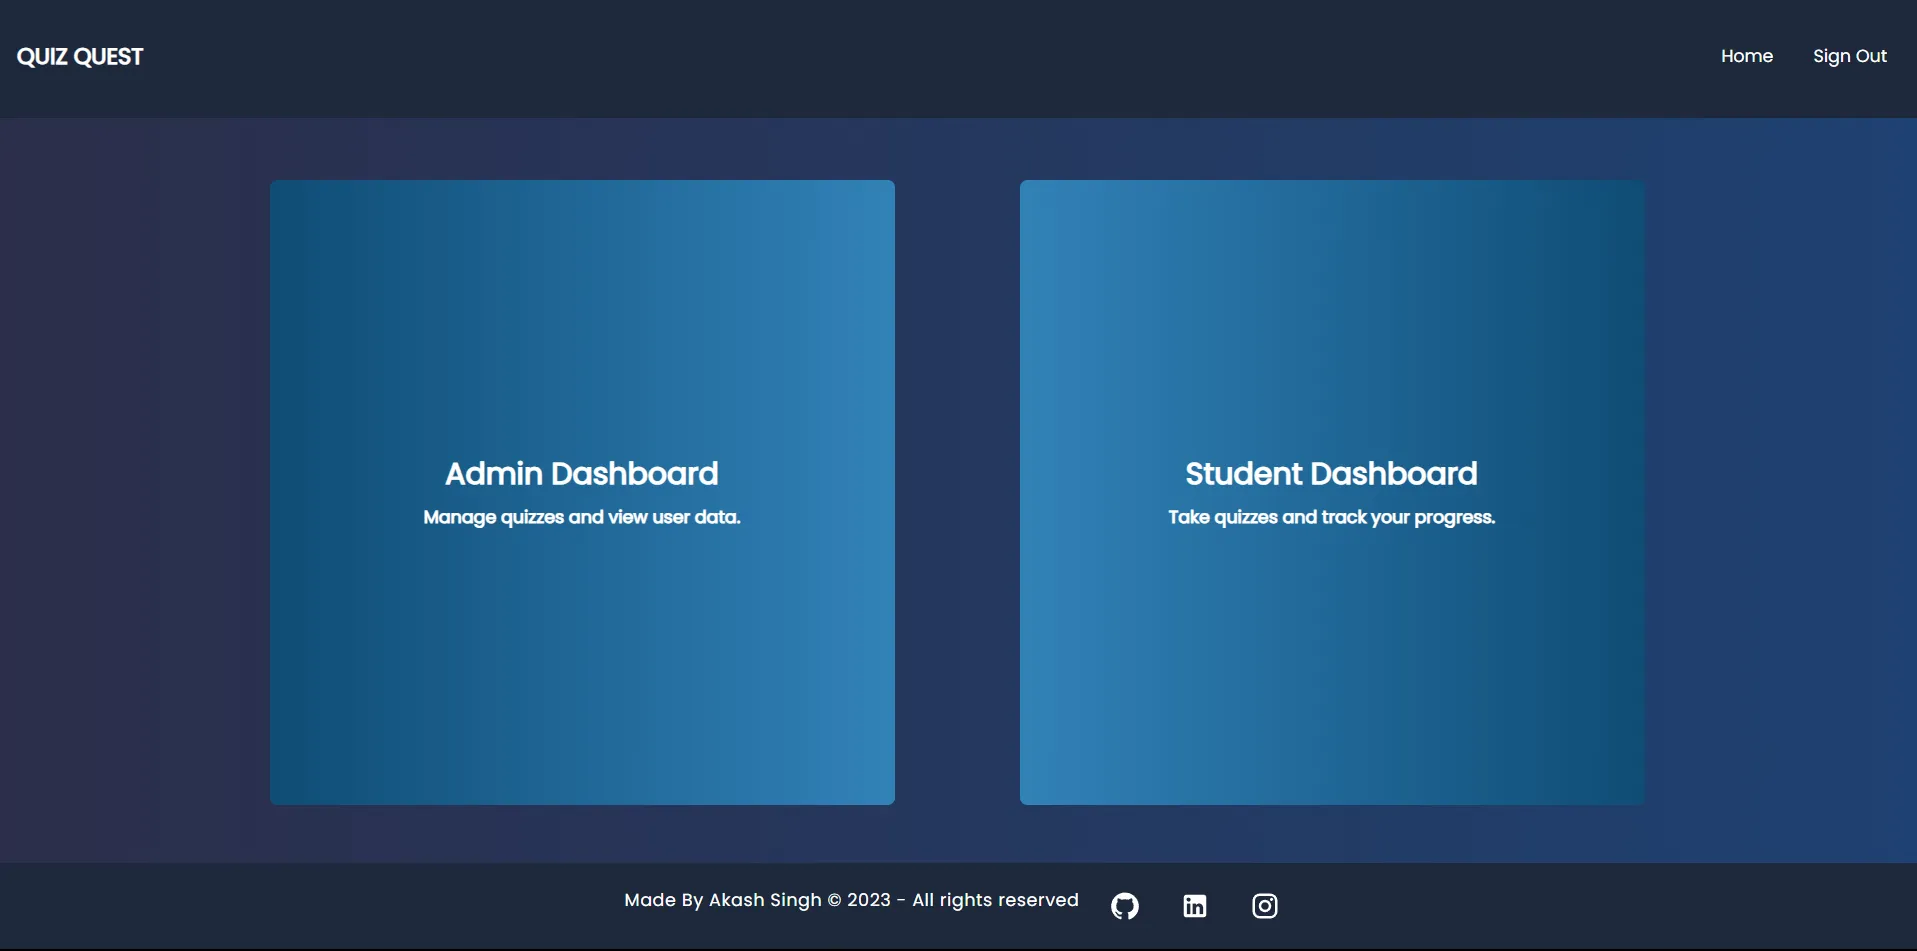 QUIZ QUEST
Home
Sign Out
Admin Dashboard
Manage quizzes and view user data.
Student Dashboard
Take quizzes and track your progress.
Made By Akash Singh © 2023 - All rights reserved